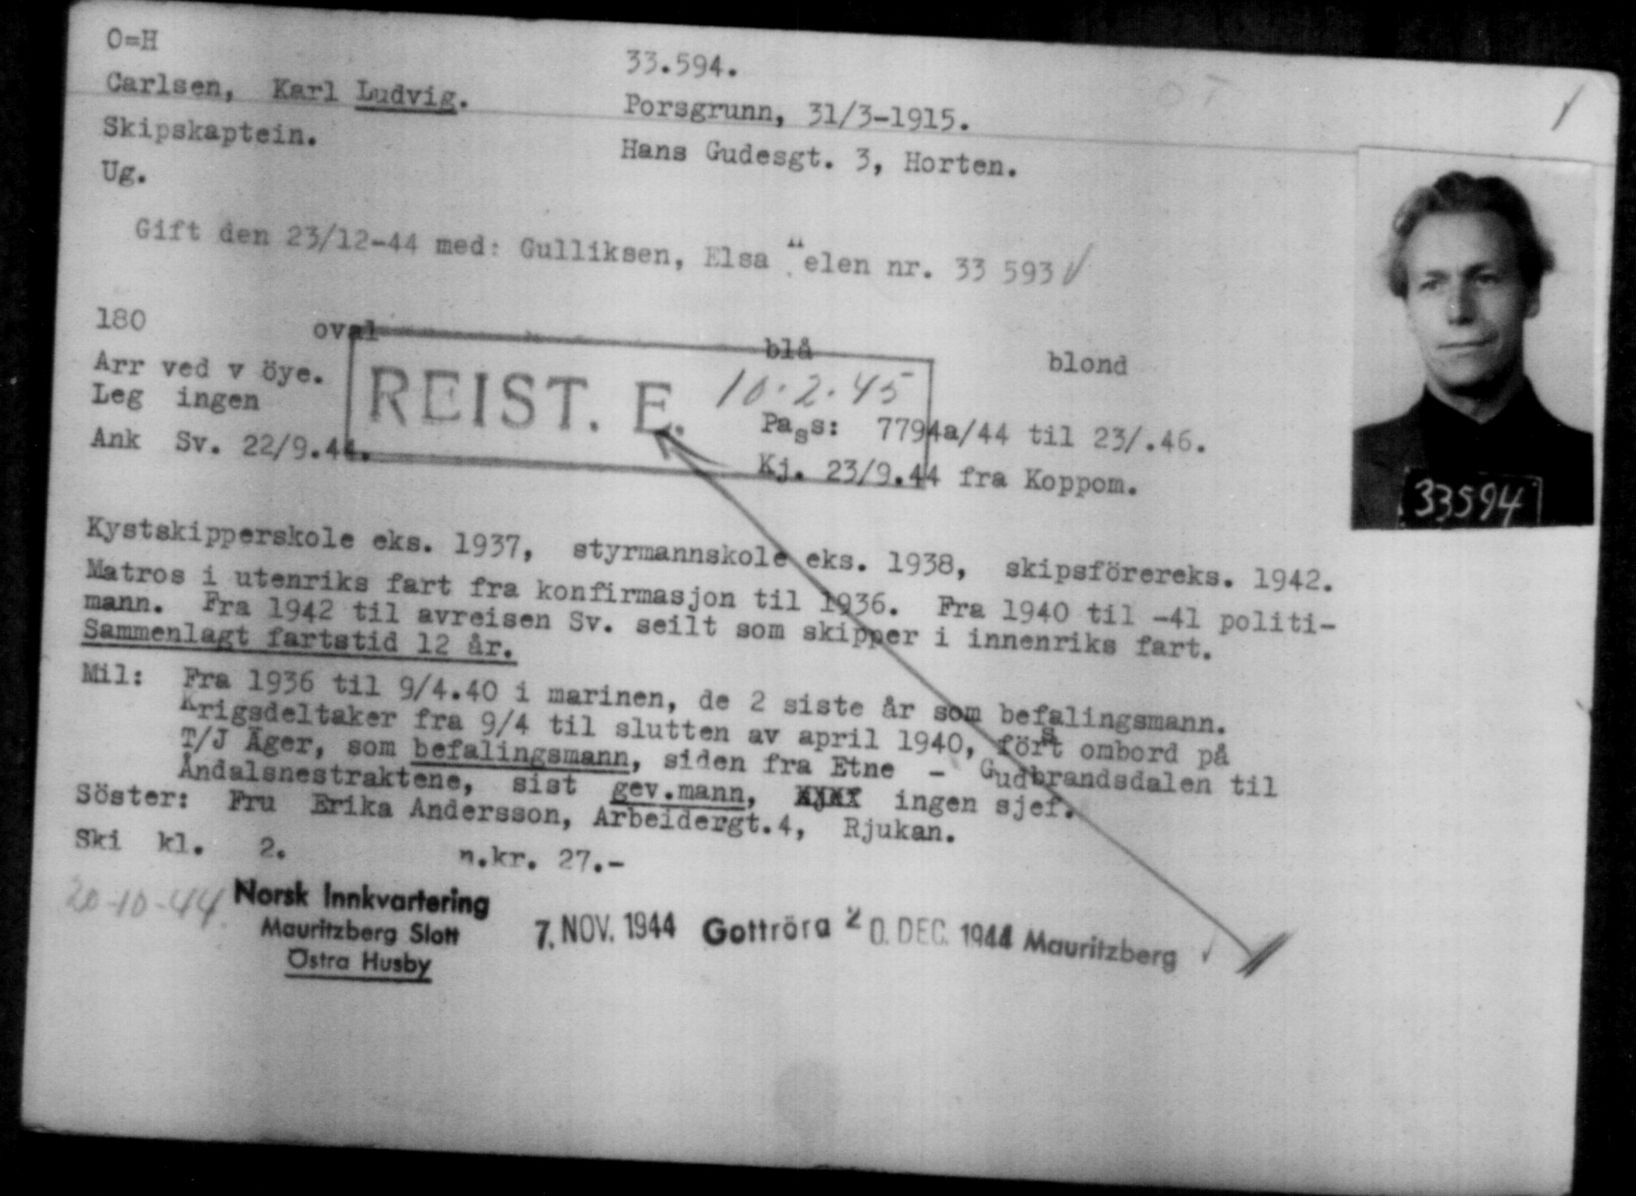 O=H
33.594.
Carlsen, Karl Ludvig.
Porsgrunn, 31/3-1915.
Skipskaptein.
Hans Gudesgt. 3, Horten.
Ug.
Gift den 23/12-44 med: Gulliksen, Elsa elen nr. 33 593
180 oval blå blond
Arr ved v öye.
REIST. E. 10.2.45
Leg ingen
Pass: 7794a/44 til 23/.46.
Ank Sv. 22/9.44.
Kj. 23/9.44 fra Koppom.
33594
Kystskipperskole eks. 1937, styrmannskole eks. 1938, skipsförereks. 1942.
Matros i utenriks fart fra konfirmasjon til 1936. Fra 1940 til -41 politi-
mann. Fra 1942 til avreisen Sv. seilt som skipper i innenriks fart.
Sammenlagt fartstid 12 år.
Mil: Fra 1936 til 9/4.40 i marinen, de 2 siste år som befalingsmann.
Krigsdeltaker fra 9/4 til slutten av april 1940, först ombord på
T/J Äger, som befalingsmann, siden fra Etne - Gudbrandsdalen til
Åndalsnestraktene, sist gev.mann, ingen sjef.
Söster: Fru Erika Andersson, Arbeidergt.4, Rjukan.
Ski kl. 2. n.kr. 27.-
20-10-44
Norsk Innkvartering
Mauritzberg Slott
Östra Husby
7. NOV. 1944 Gottröra 20. DEC. 1944 Mauritzberg